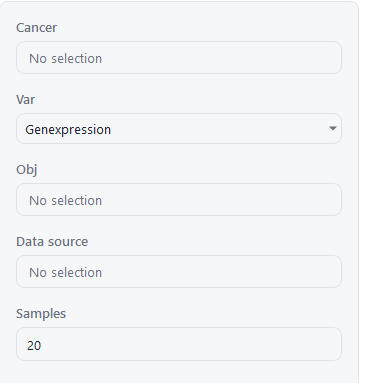 Cancer
No selection
Var
Genexpression
Obj
No selection
Data source
No selection
Samples
20